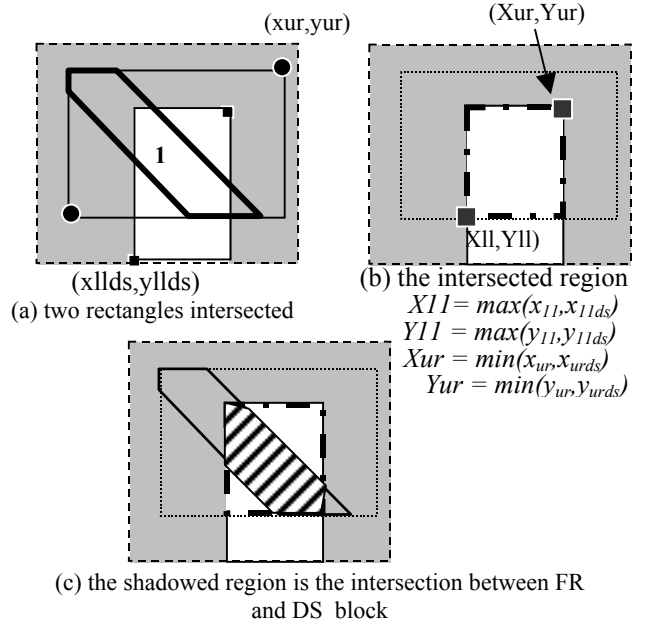 (xur,yur)
(Xur,Yur)
1
Xll,Yll)
(xllds,yllds)
(a) two rectangles intersected
(b) the intersected region
X11= max(x₁₁,x₁₁ds)
Y11 = max(y₁₁,y₁₁ds)
Xur = min(xur,xurds)
Yur = min(yur,yurds)
(c) the shadowed region is the intersection between FR
and DS block